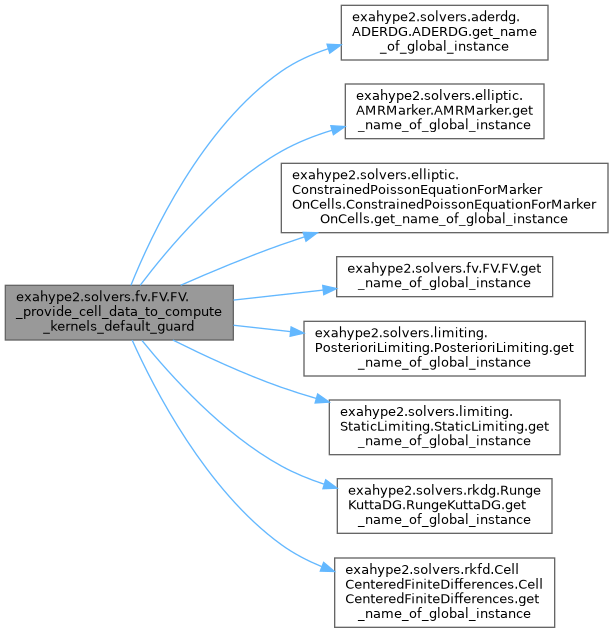 exahype2.solvers.aderdg.
ADERDG.ADERDG.get_name
_of_global_instance
exahype2.solvers.elliptic.
AMRMarker.AMRMarker.get
_name_of_global_instance
exahype2.solvers.elliptic.
ConstrainedPoissonEquationForMarker
OnCells.ConstrainedPoissonEquationForMarker
OnCells.get_name_of_global_instance
exahype2.solvers.fv.FV.FV.get
_name_of_global_instance
exahype2.solvers.fv.FV.FV.
_provide_cell_data_to_compute
_kernels_default_guard
exahype2.solvers.limiting.
PosterioriLimiting.PosterioriLimiting.get
_name_of_global_instance
exahype2.solvers.limiting.
StaticLimiting.StaticLimiting.get
_name_of_global_instance
exahype2.solvers.rkdg.Runge
KuttaDG.RungeKuttaDG.get
_name_of_global_instance
exahype2.solvers.rkfd.Cell
CenteredFiniteDifferences.Cell
CenteredFiniteDifferences.get
_name_of_global_instance